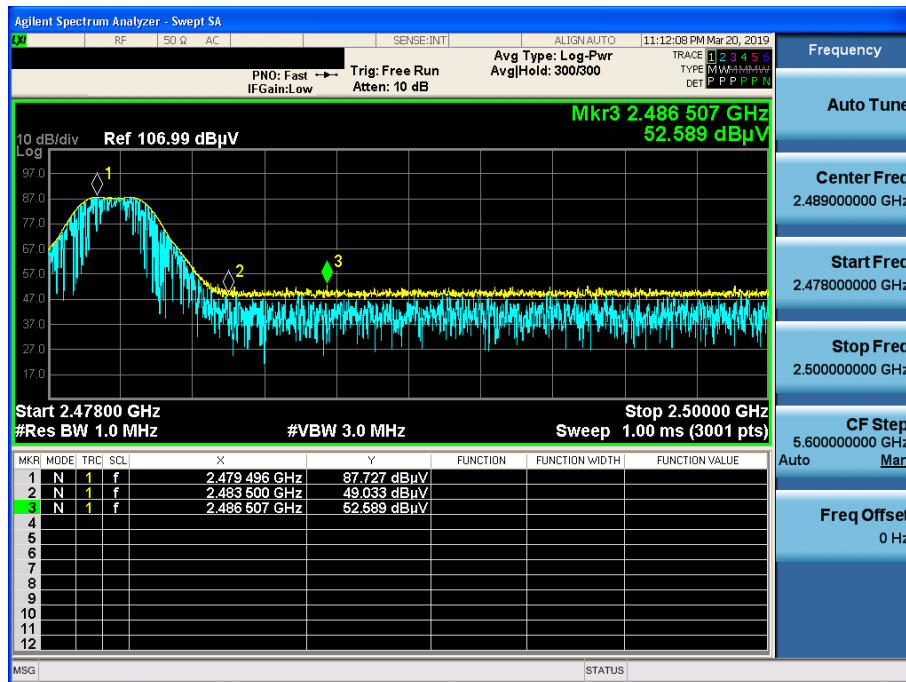 Agilent Spectrum Analyzer - Swept SA
LXI RF 50 Ω AC SENSE:INT ALIGN AUTO 11:12:08 PM Mar 20, 2019
PNO: Fast
IFGain:Low
Trig: Free Run
Atten: 10 dB
Avg Type: Log-Pwr
Avg|Hold: 300/300
TRACE 1 2 3 4 5 6
TYPE M WMMMMW
DET P P P P P N
Mkr3 2.486 507 GHz
52.589 dBµV
10 dB/div Ref 106.99 dBµV
Log
97.0
87.0
77.0
67.0
57.0
47.0
37.0
27.0
17.0
1
2
3
Start 2.47800 GHz Stop 2.50000 GHz
#Res BW 1.0 MHz #VBW 3.0 MHz Sweep 1.00 ms (3001 pts)
MKR MODE TRC SCL X Y FUNCTION FUNCTION WIDTH FUNCTION VALUE
1 N 1 f 2.479 496 GHz 87.727 dBµV
2 N 1 f 2.483 500 GHz 49.033 dBµV
3 N 1 f 2.486 507 GHz 52.589 dBµV
4
5
6
7
8
9
10
11
12
MSG STATUS
Frequency
Auto Tune
Center Freq
2.489000000 GHz
Start Freq
2.478000000 GHz
Stop Freq
2.500000000 GHz
CF Step
5.600000000 GHz
Auto Man
Freq Offset
0 Hz